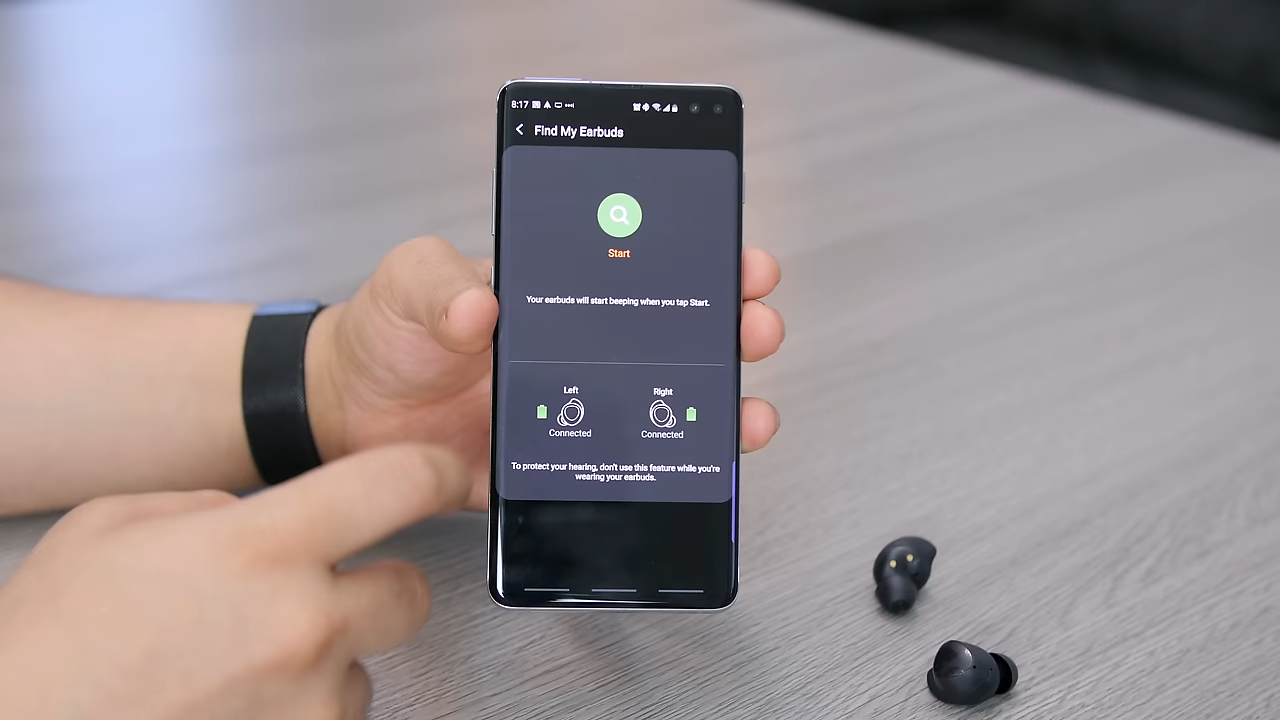 8:17
Find My Earbuds
Start
Your earbuds will start beeping when you tap Start.
Left
Right
Connected
Connected
To protect your hearing, don't use this feature while you're
wearing your earbuds.